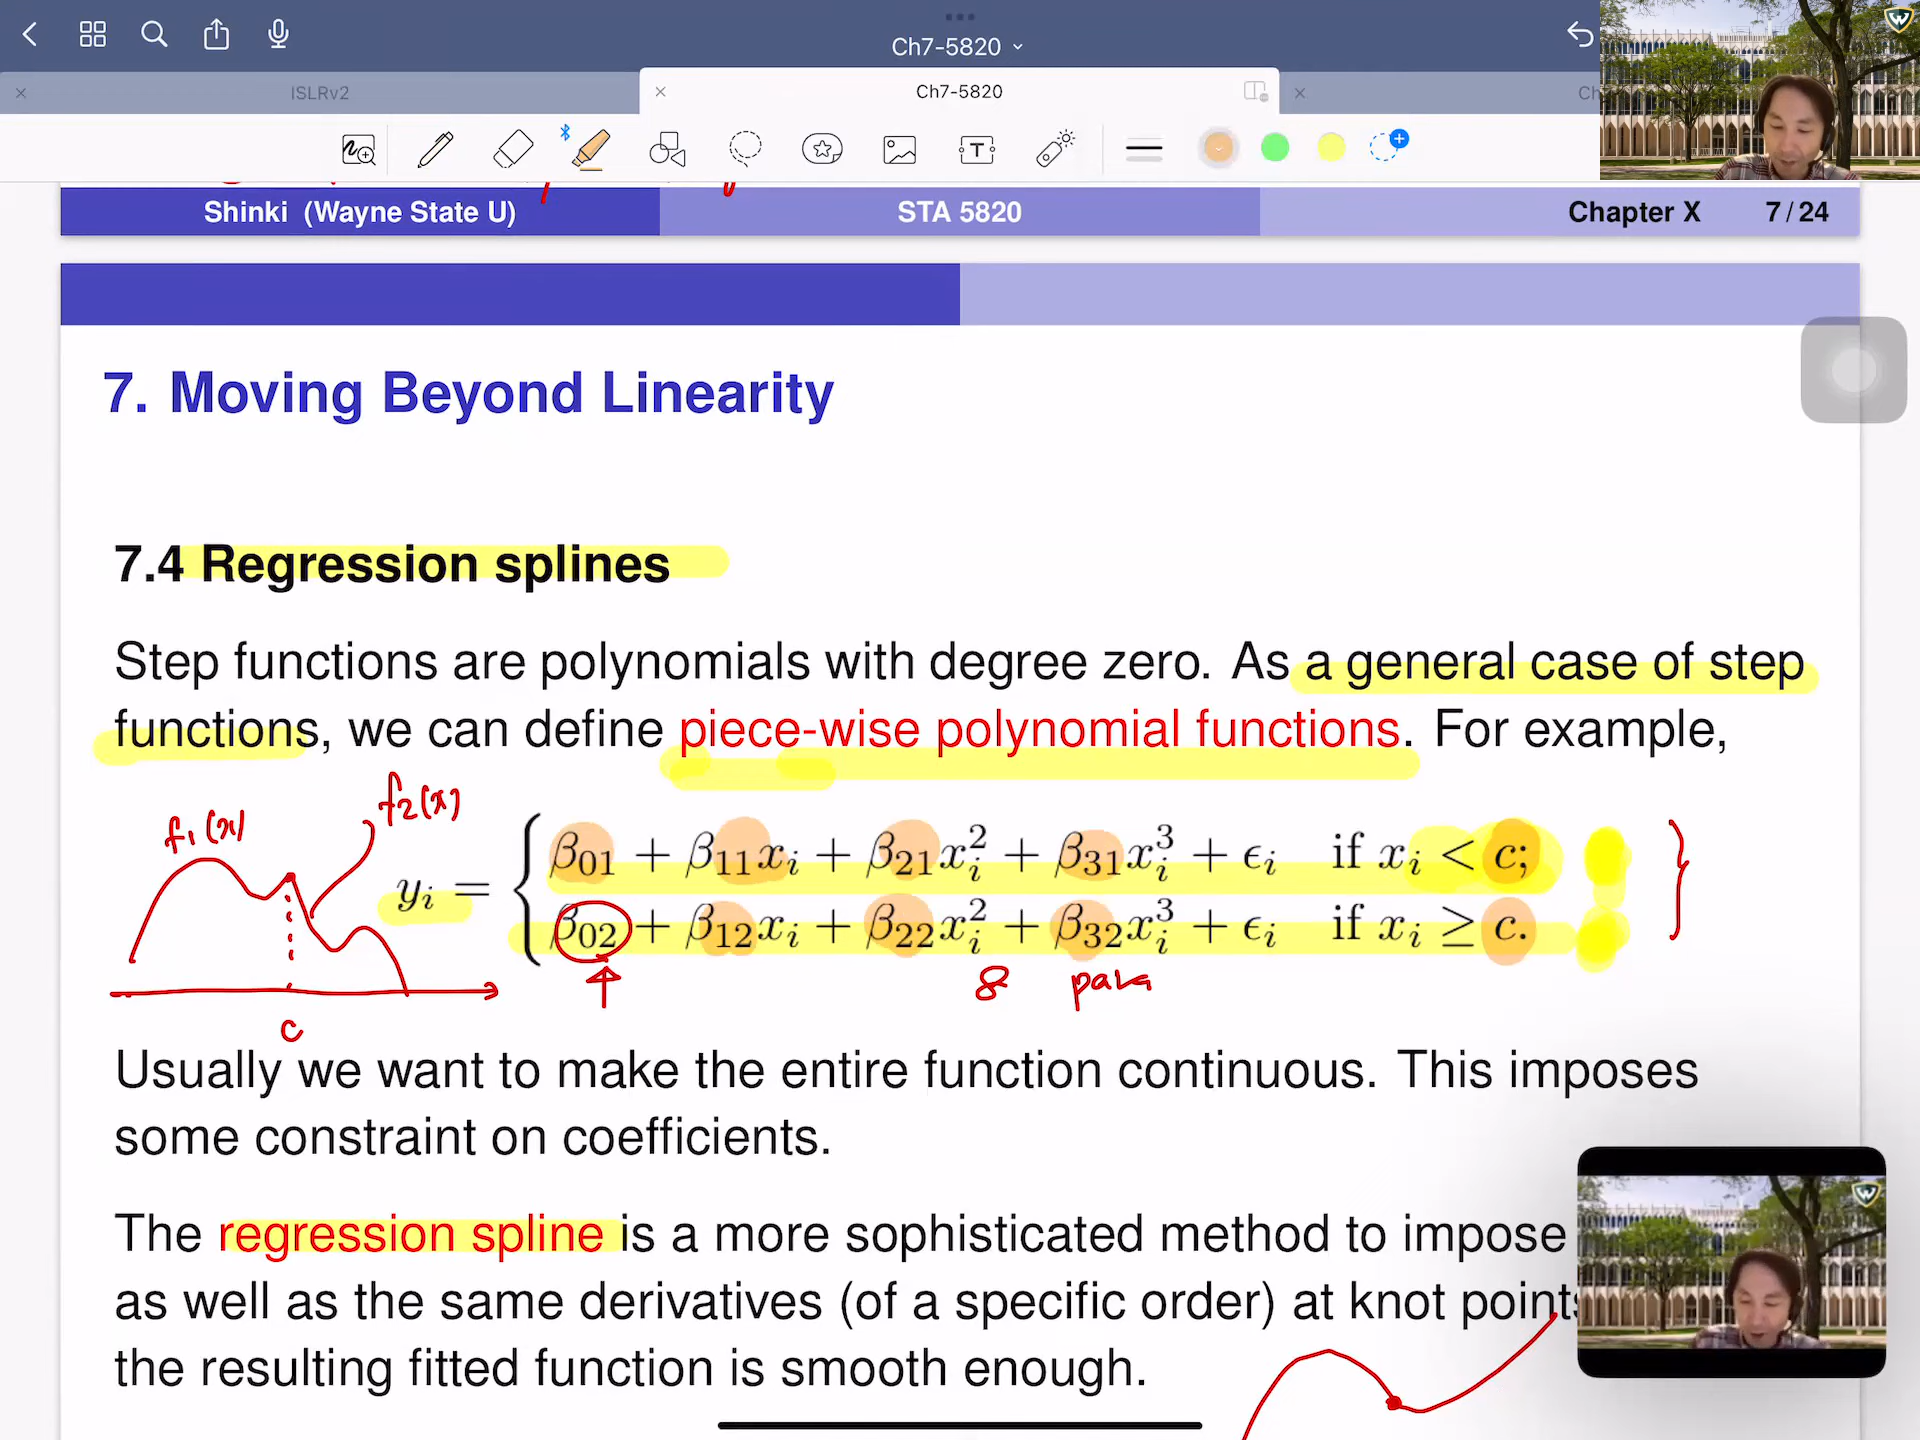 Ch7-5820
ISLRv2
Ch7-5820
Shinki (Wayne State U)
STA 5820
Chapter X
7 / 24
7. Moving Beyond Linearity
7.4 Regression splines
Step functions are polynomials with degree zero. As a general case of step
functions, we can define piece-wise polynomial functions. For example,
f₁(x)
f₂(x)
yᵢ = { β₀₁ + β₁₁xᵢ + β₂₁xᵢ² + β₃₁xᵢ³ + ϵᵢ if xᵢ < c;
β₀₂ + β₁₂xᵢ + β₂₂xᵢ² + β₃₂xᵢ³ + ϵᵢ if xᵢ ≥ c.
8 para
c
Usually we want to make the entire function continuous. This imposes
some constraint on coefficients.
The regression spline is a more sophisticated method to impose
as well as the same derivatives (of a specific order) at knot points
the resulting fitted function is smooth enough.